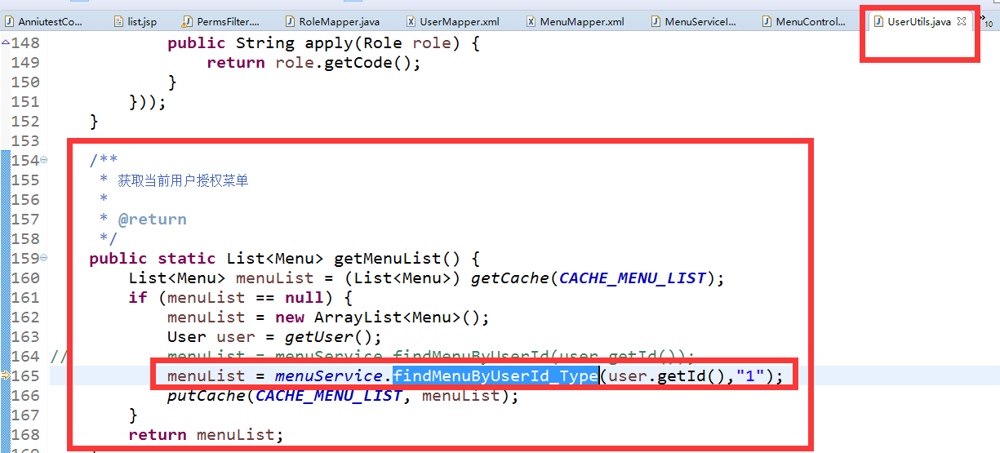 AnniutestCo... list.jsp PermsFilter.... RoleMapper.java UserMapper.xml MenuMapper.xml MenuServiceI... MenuControl... UserUtils.java 10
148 public String apply(Role role) {
149 return role.getCode();
150 }
151 }));
152 }
153
154 /**
155 * 获取当前用户授权菜单
156 *
157 * @return
158 */
159 public static List<Menu> getMenuList() {
160 List<Menu> menuList = (List<Menu>) getCache(CACHE_MENU_LIST);
161 if (menuList == null) {
162 menuList = new ArrayList<Menu>();
163 User user = getUser();
164 // menuList = menuService.findMenuByUserId(user.getId());
165 menuList = menuService.findMenuByUserId_Type(user.getId(),"1");
166 putCache(CACHE_MENU_LIST, menuList);
167 }
168 return menuList;
169